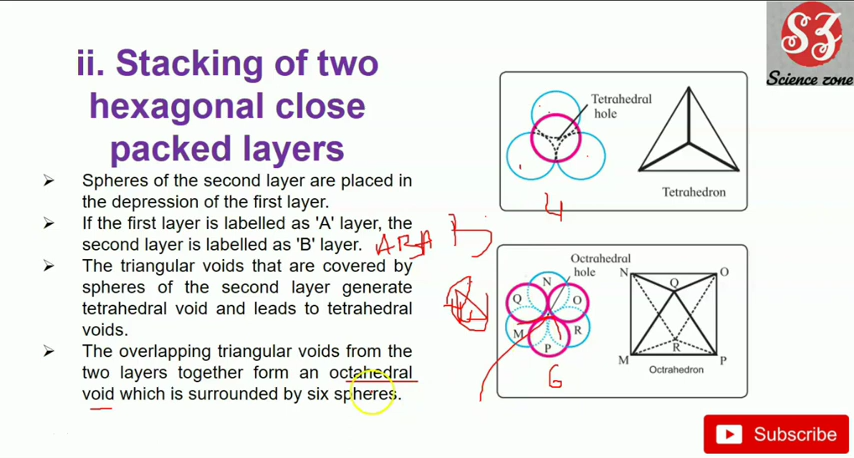 SZ
Science zone
ii. Stacking of two
hexagonal close
packed layers
Spheres of the second layer are placed in
the depression of the first layer.
If the first layer is labelled as 'A' layer, the
second layer is labelled as 'B' layer.
The triangular voids that are covered by
spheres of the second layer generate
tetrahedral void and leads to tetrahedral
voids.
The overlapping triangular voids from the
two layers together form an octahedral
void which is surrounded by six spheres.
ABA
Tetrahedral
hole
Tetrahedron
4
Octahedral
hole
N
Q
O
M
R
P
6
N
O
Q
R
M
P
Octahedron
Subscribe